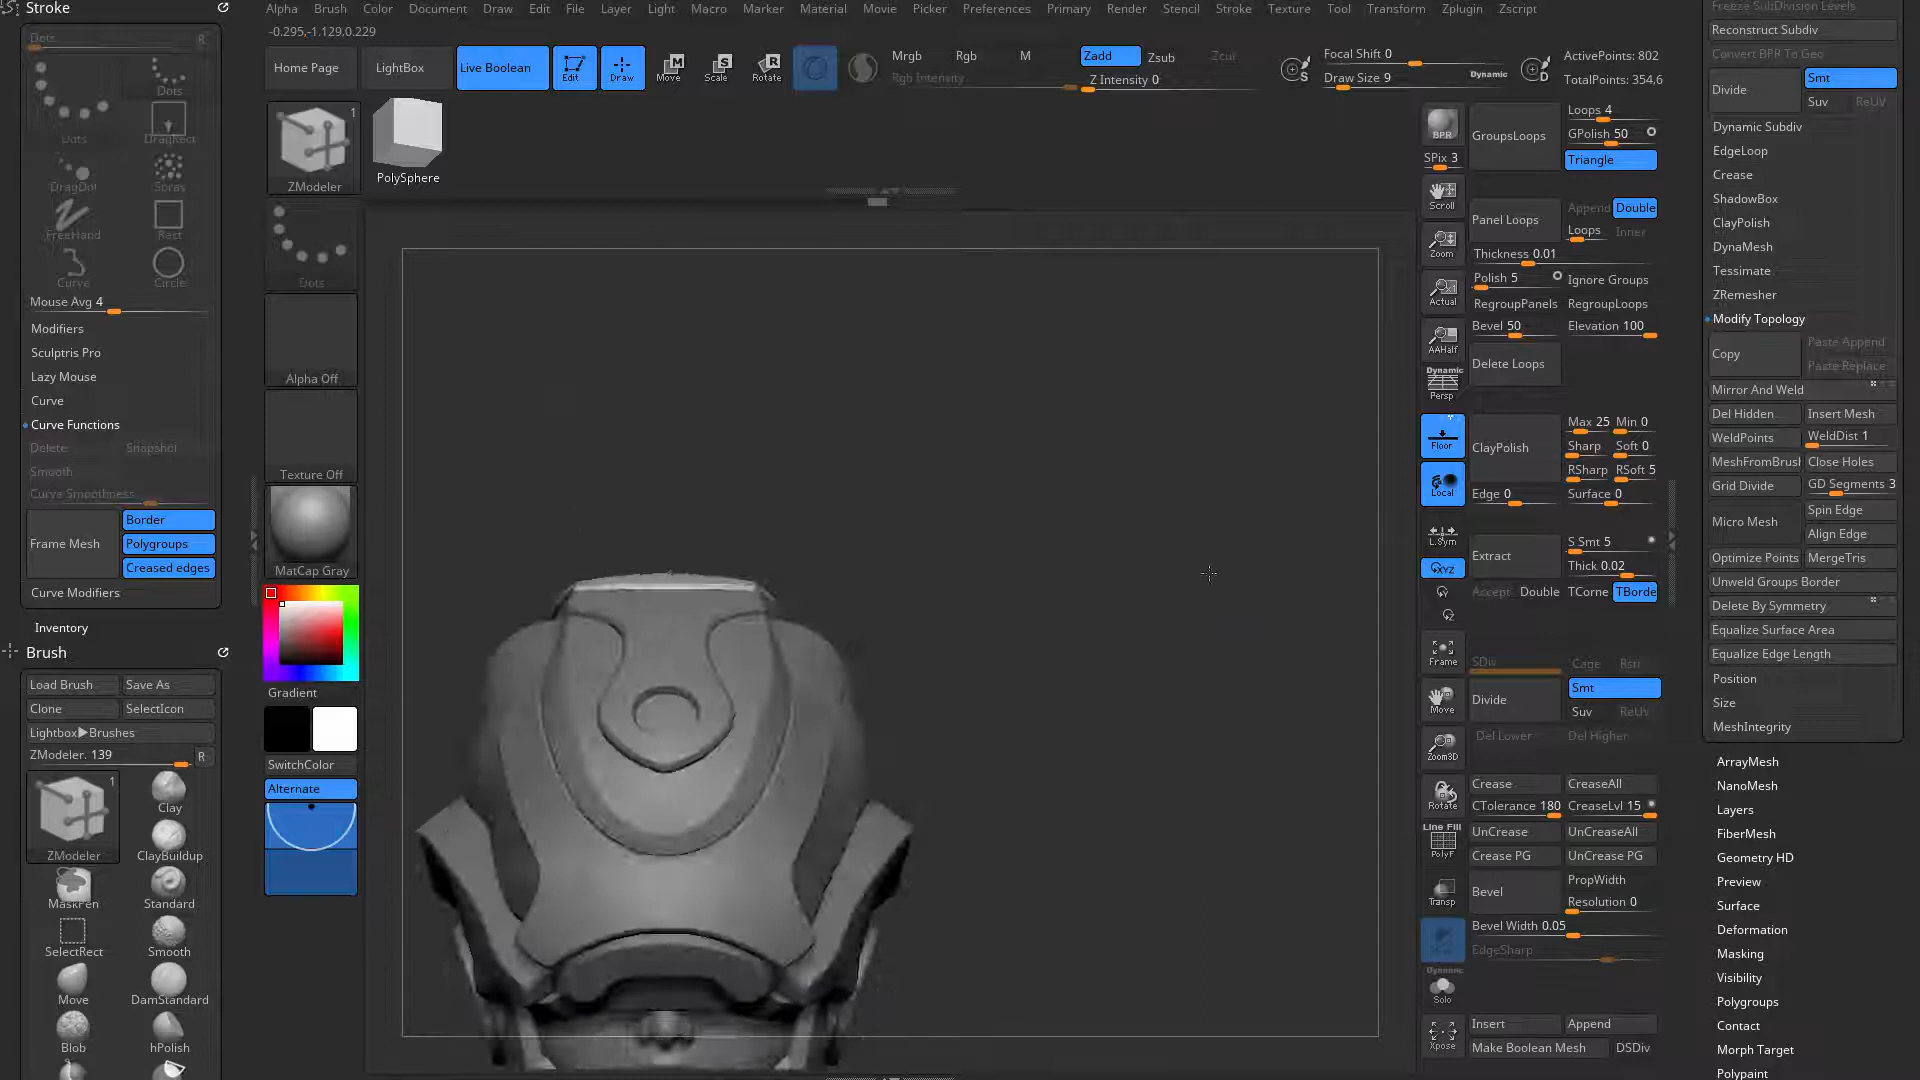 Stroke
Alpha Brush Color Document Draw Edit File Layer Light Macro Marker Material Movie Picker Preferences Primary Render Stencil Stroke Texture Tool Transform Zplugin Zscript
-0.295,-1.129,0.229
Dots R
Dots
Dots DragRect
DragDot Spray
FreeHand Rect
Curve Circle
Mouse Avg 4
Modifiers
Sculptris Pro
Lazy Mouse
Curve
Curve Functions
Delete Snapshot
Smooth
Curve Smoothness
Frame Mesh
Border
Polygroups
Creased edges
Curve Modifiers
Inventory
Brush
Load Brush Save As
Clone SelectIcon
Lightbox▶Brushes
ZModeler. 139 R
1
ZModeler
Clay
ClayBuildup
MaskPen Standard
SelectRect Smooth
Move DamStandard
Blob hPolish
Home Page
LightBox
Live Boolean
Edit
Draw
Move
Scale
Rotate
Mrgb Rgb M
Rgb Intensity
Zadd Zsub Zcut
Z Intensity 0
S
Focal Shift 0
Draw Size 9 Dynamic
D
ActivePoints: 802
TotalPoints: 354,6
1
ZModeler
PolySphere
Dots
Alpha Off
Texture Off
MatCap Gray
Gradient
SwitchColor
Alternate
BPR
SPix 3
Scroll
Zoom
Actual
AAHalf
Dynamic
Persp
Floor
Local
L.Sym
XYZ
Frame
Move
Zoom3D
Rotate
Line Fill
PolyF
Transp
Dynamic
Solo
Xpose
GroupsLoops
Loops 4
GPolish 50
Triangle
Panel Loops
Append Double
Loops Inner
Thickness 0.01
Polish 5 Ignore Groups
RegroupPanels RegroupLoops
Bevel 50 Elevation 100
Delete Loops
ClayPolish
Max 25 Min 0
Sharp Soft 0
RSharp RSoft 5
Edge 0 Surface 0
Extract
S Smt 5
Thick 0.02
Accept Double TCorne TBorde
SDiv Cage Rstr
Divide
Smt
Suv ReUV
Del Lower Del Higher
Crease CreaseAll
CTolerance 180 CreaseLvl 15
UnCrease UnCreaseAll
Crease PG UnCrease PG
Bevel
PropWidth
Resolution 0
Bevel Width 0.05
EdgeSharp
Insert Append
Make Boolean Mesh DSDiv
Freeze SubDivision Levels
Reconstruct Subdiv
Convert BPR To Geo
Divide
Smt
Suv ReUV
Dynamic Subdiv
EdgeLoop
Crease
ShadowBox
ClayPolish
DynaMesh
Tessimate
ZRemesher
Modify Topology
Copy
Paste Append
Paste Replace
Mirror And Weld
Del Hidden Insert Mesh
WeldPoints WeldDist 1
MeshFromBrush Close Holes
Grid Divide GD Segments 3
Micro Mesh
Spin Edge
Align Edge
Optimize Points MergeTris
Unweld Groups Border
Delete By Symmetry
Equalize Surface Area
Equalize Edge Length
Position
Size
MeshIntegrity
ArrayMesh
NanoMesh
Layers
FiberMesh
Geometry HD
Preview
Surface
Deformation
Masking
Visibility
Polygroups
Contact
Morph Target
Polypaint